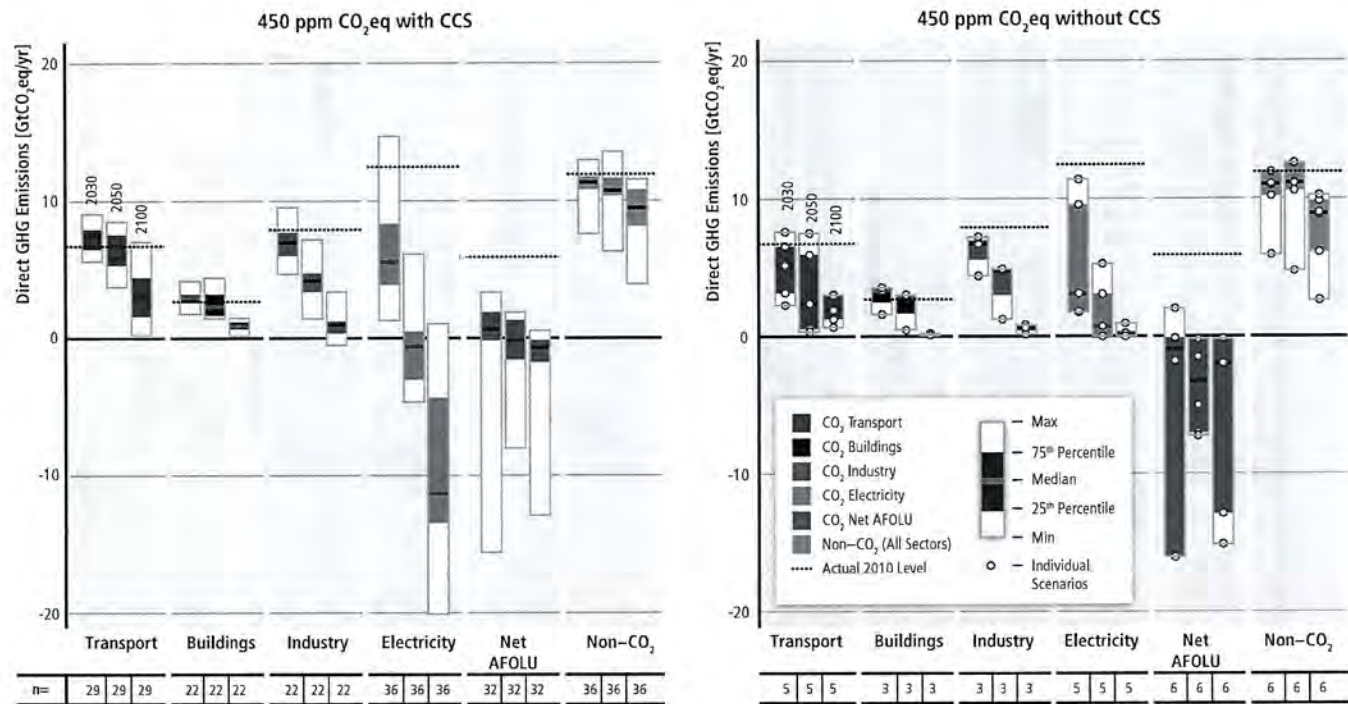 450 ppm CO₂eq with CCS
Direct GHG Emissions [GtCO₂eq/yr]
20
10
0
-10
-20
2030
2050
2100
Transport Buildings Industry Electricity Net AFOLU Non–CO₂
n= 29 29 29 22 22 22 22 22 22 36 36 36 32 32 32 36 36 36
450 ppm CO₂eq without CCS
Direct GHG Emissions [GtCO₂eq/yr]
20
10
0
-10
-20
2030
2050
2100
CO₂ Transport
CO₂ Buildings
CO₂ Industry
CO₂ Electricity
CO₂ Net AFOLU
Non–CO₂ (All Sectors)
Actual 2010 Level
Max
75th Percentile
Median
25th Percentile
Min
Individual
Scenarios
Transport Buildings Industry Electricity Net AFOLU Non–CO₂
5 5 5 3 3 3 3 3 3 5 5 5 6 6 6 6 6 6